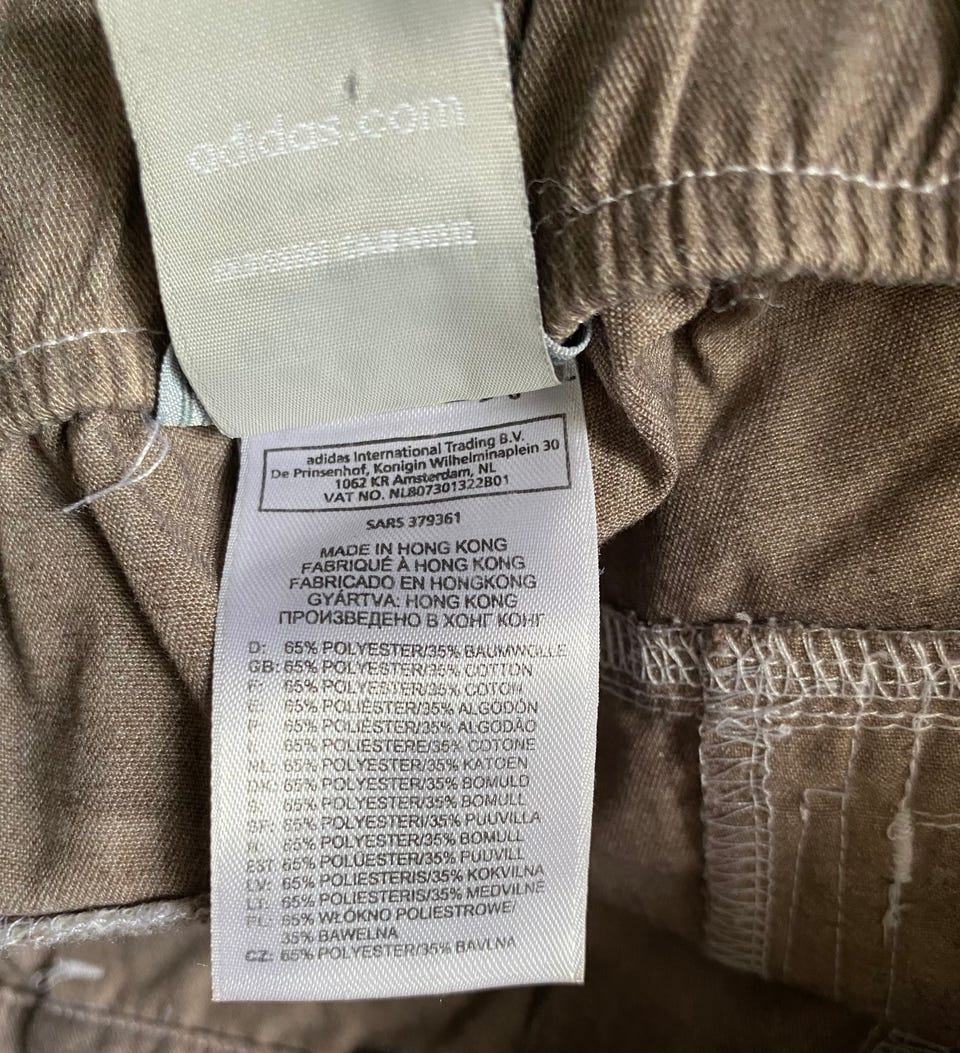 adidas.com
adidas International Trading B.V.
De Prinsenhof, Konigin Wilhelminaplein 30
1062 KR Amsterdam, NL
VAT NO. NL807301322B01
SARS 379361
MADE IN HONG KONG
FABRIQUÉ À HONG KONG
FABRICADO EN HONGKONG
GYÁRTVA: HONG KONG
ПРОИЗВЕДЕНО В ХОНГ КОНГ
D: 65% POLYESTER/35% BAUMWOLLE
GB: 65% POLYESTER/35% COTTON
F: 65% POLYESTER/35% COTON
E: 65% POLIÉSTER/35% ALGODÓN
P: 65% POLIÉSTER/35% ALGODÃO
I: 65% POLIESTERE/35% COTONE
NL: 65% POLYESTER/35% KATOEN
DK: 65% POLYESTER/35% BOMULD
S: 65% POLYESTER/35% BOMULL
SF: 65% POLYESTERI/35% PUUVILLA
N: 65% POLYESTER/35% BOMULL
EST 65% POLÜESTER/35% PUUVILL
LV: 65% POLIESTERIS/35% KOKVILNA
LT: 65% POLIESTERIS/35% MEDVILNĖ
PL: 65% WŁÓKNO POLIESTROWE/
35% BAWEŁNA
CZ: 65% POLYESTER/35% BAVLNA